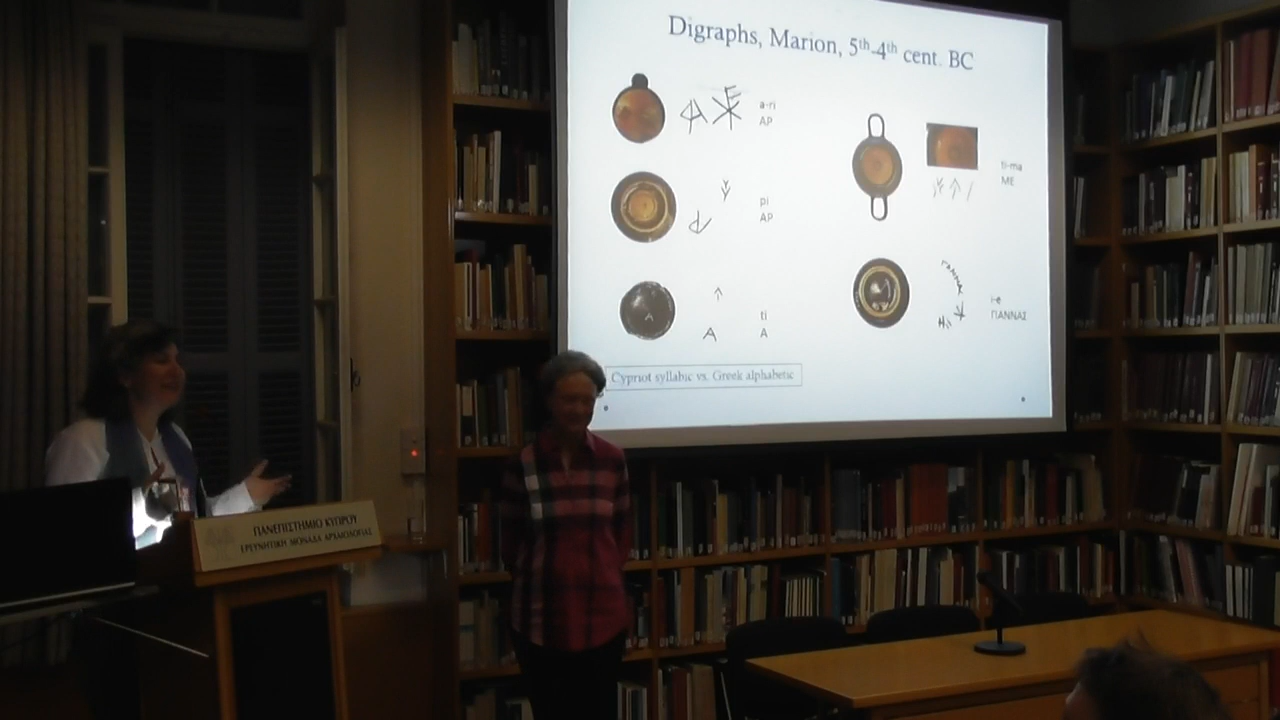 Digraphs, Marion, 5th-4th cent. BC
a-ri
AP
pi
AP
ti
A
ti-ma
ME
ΓΑΝΝΑΣ
i-e
ΠΑΝΝΑΣ
Cypriot syllabic vs. Greek alphabetic
ΠΑΝΕΠΙΣΤΗΜΙΟ ΚΥΠΡΟΥ
ΕΡΕΥΝΗΤΙΚΗ ΜΟΝΑΔΑ ΑΡΧΑΙΟΛΟΓΙΑΣ